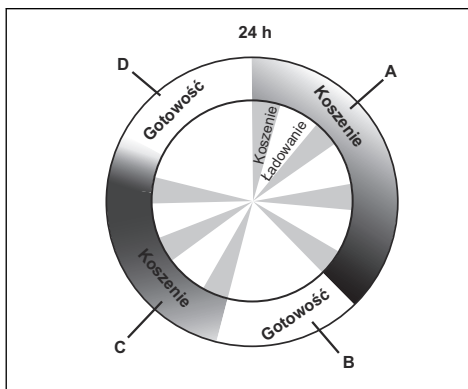 24 h
D
A
Gotowość
Koszenie
Koszenie
Ładowanie
Koszenie
Gotowość
C
B